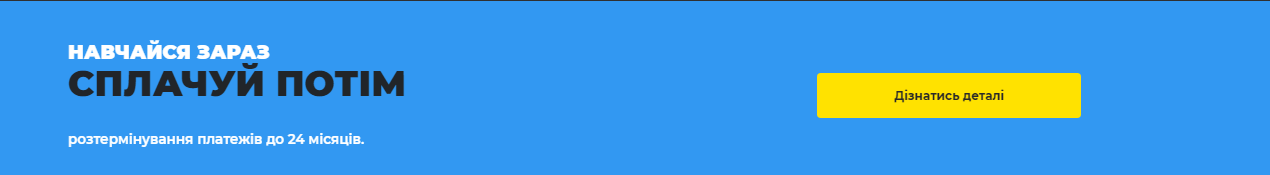 НАВЧАЙСЯ ЗАРАЗ
СПЛАЧУЙ ПОТІМ
розтермінування платежів до 24 місяців.
Дізнатись деталі